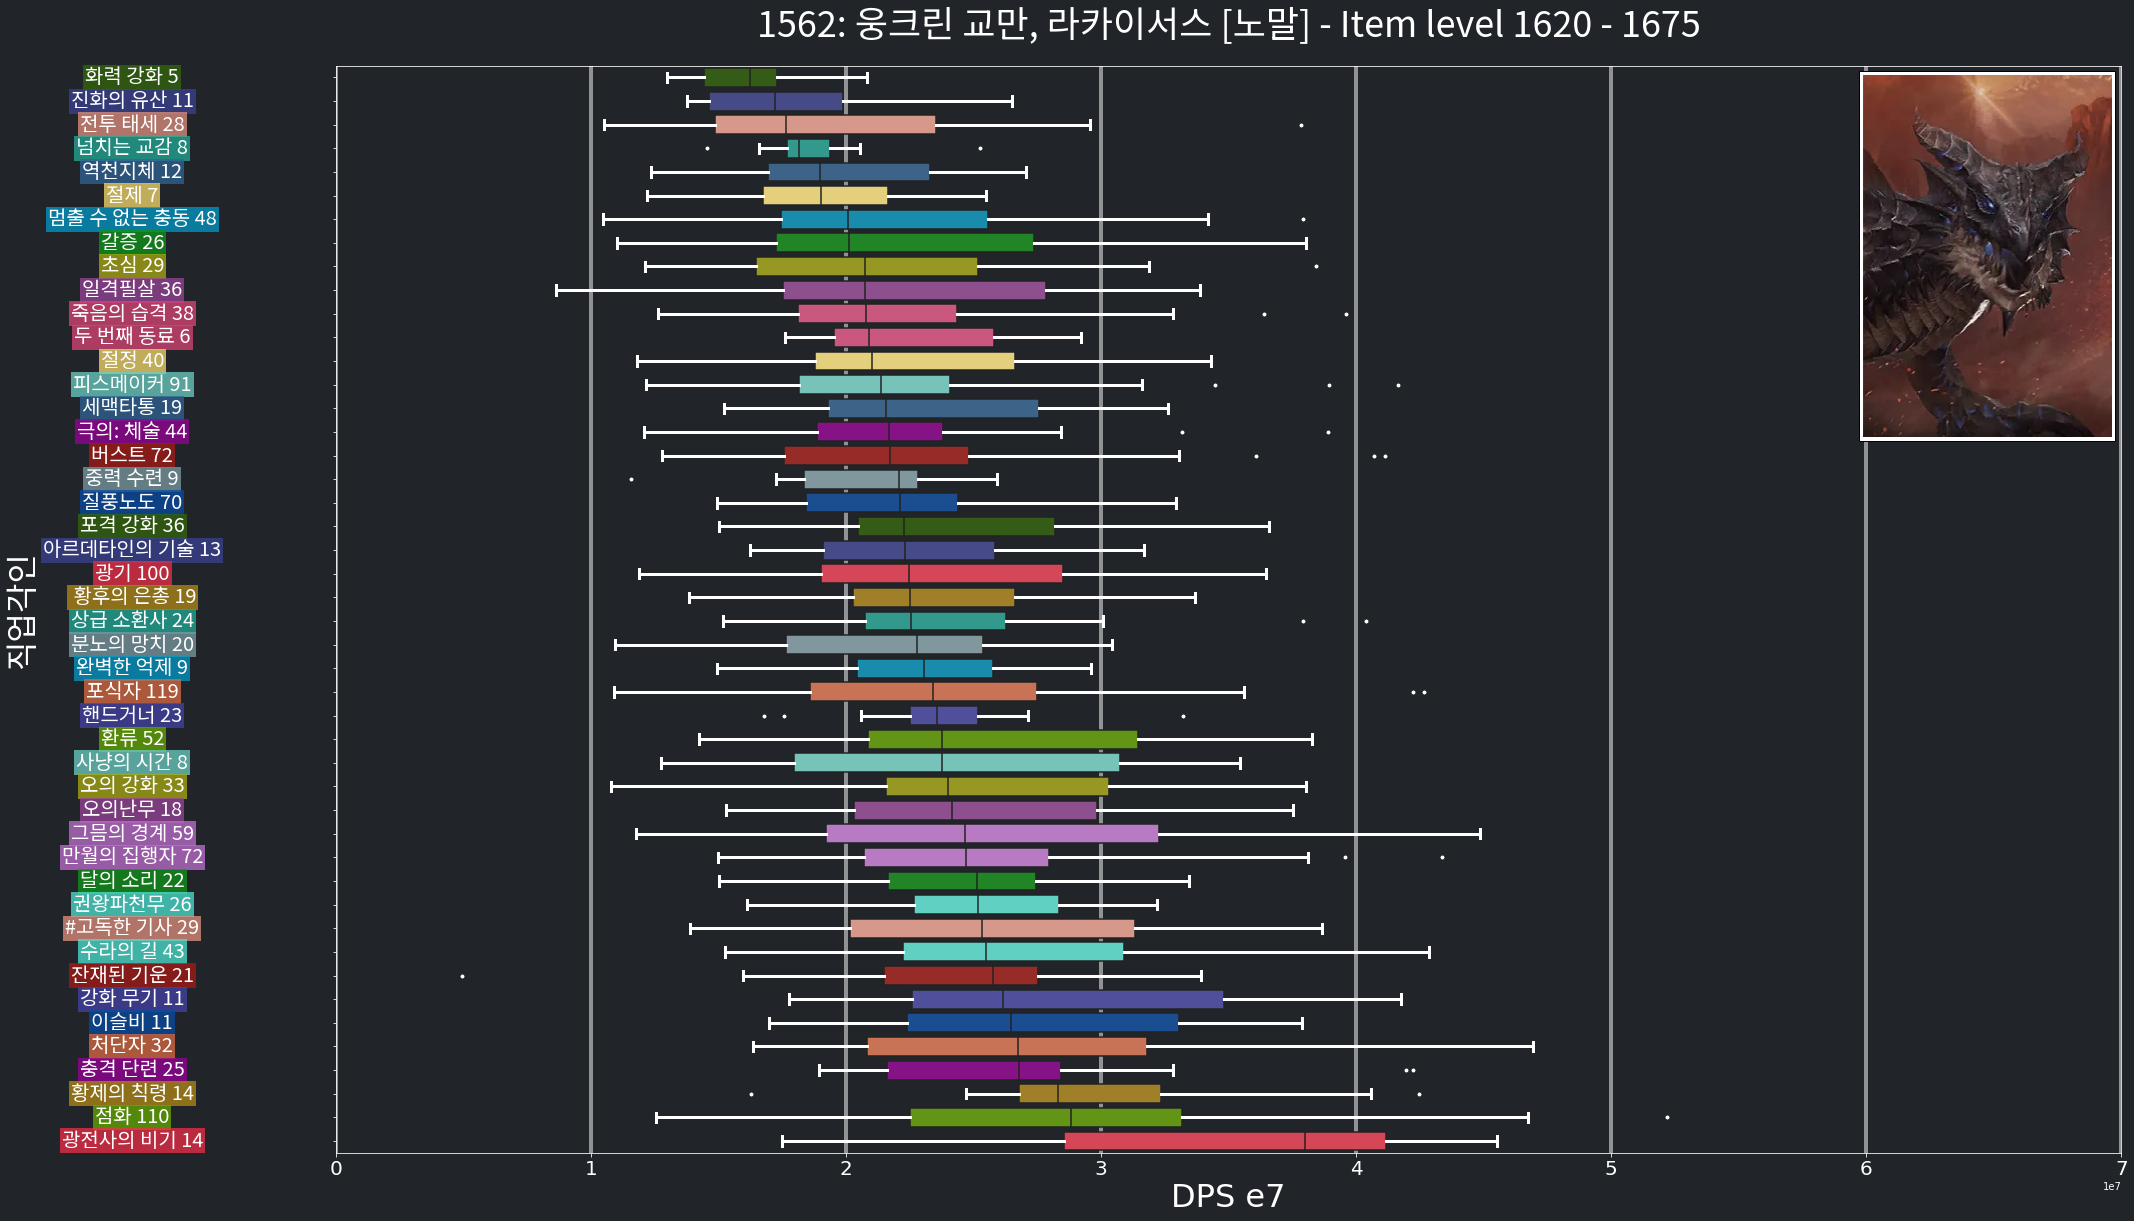 1562: 웅크린 교만, 라카이서스 [노말] - Item level 1620 - 1675
화력 강화 5
진화의 유산 11
전투 태세 28
넘치는 교감 8
역천지체 12
절제 7
멈출 수 없는 충동 48
갈증 26
초심 29
일격필살 36
죽음의 습격 38
두 번째 동료 6
절정 40
피스메이커 91
세맥타통 19
극의: 체술 44
버스트 72
중력 수련 9
질풍노도 70
포격 강화 36
아르데타인의 기술 13
광기 100
황후의 은총 19
상급 소환사 24
분노의 망치 20
완벽한 억제 9
포식자 119
핸드거너 23
환류 52
사냥의 시간 8
오의 강화 33
오의난무 18
그믐의 경계 59
만월의 집행자 72
달의 소리 22
권왕파천무 26
#고독한 기사 29
수라의 길 43
잔재된 기운 21
강화 무기 11
이슬비 11
처단자 32
충격 단련 25
황제의 칙령 14
점화 110
광전사의 비기 14
직업각인
0 1 2 3 4 5 6 7
1e7
DPS e7